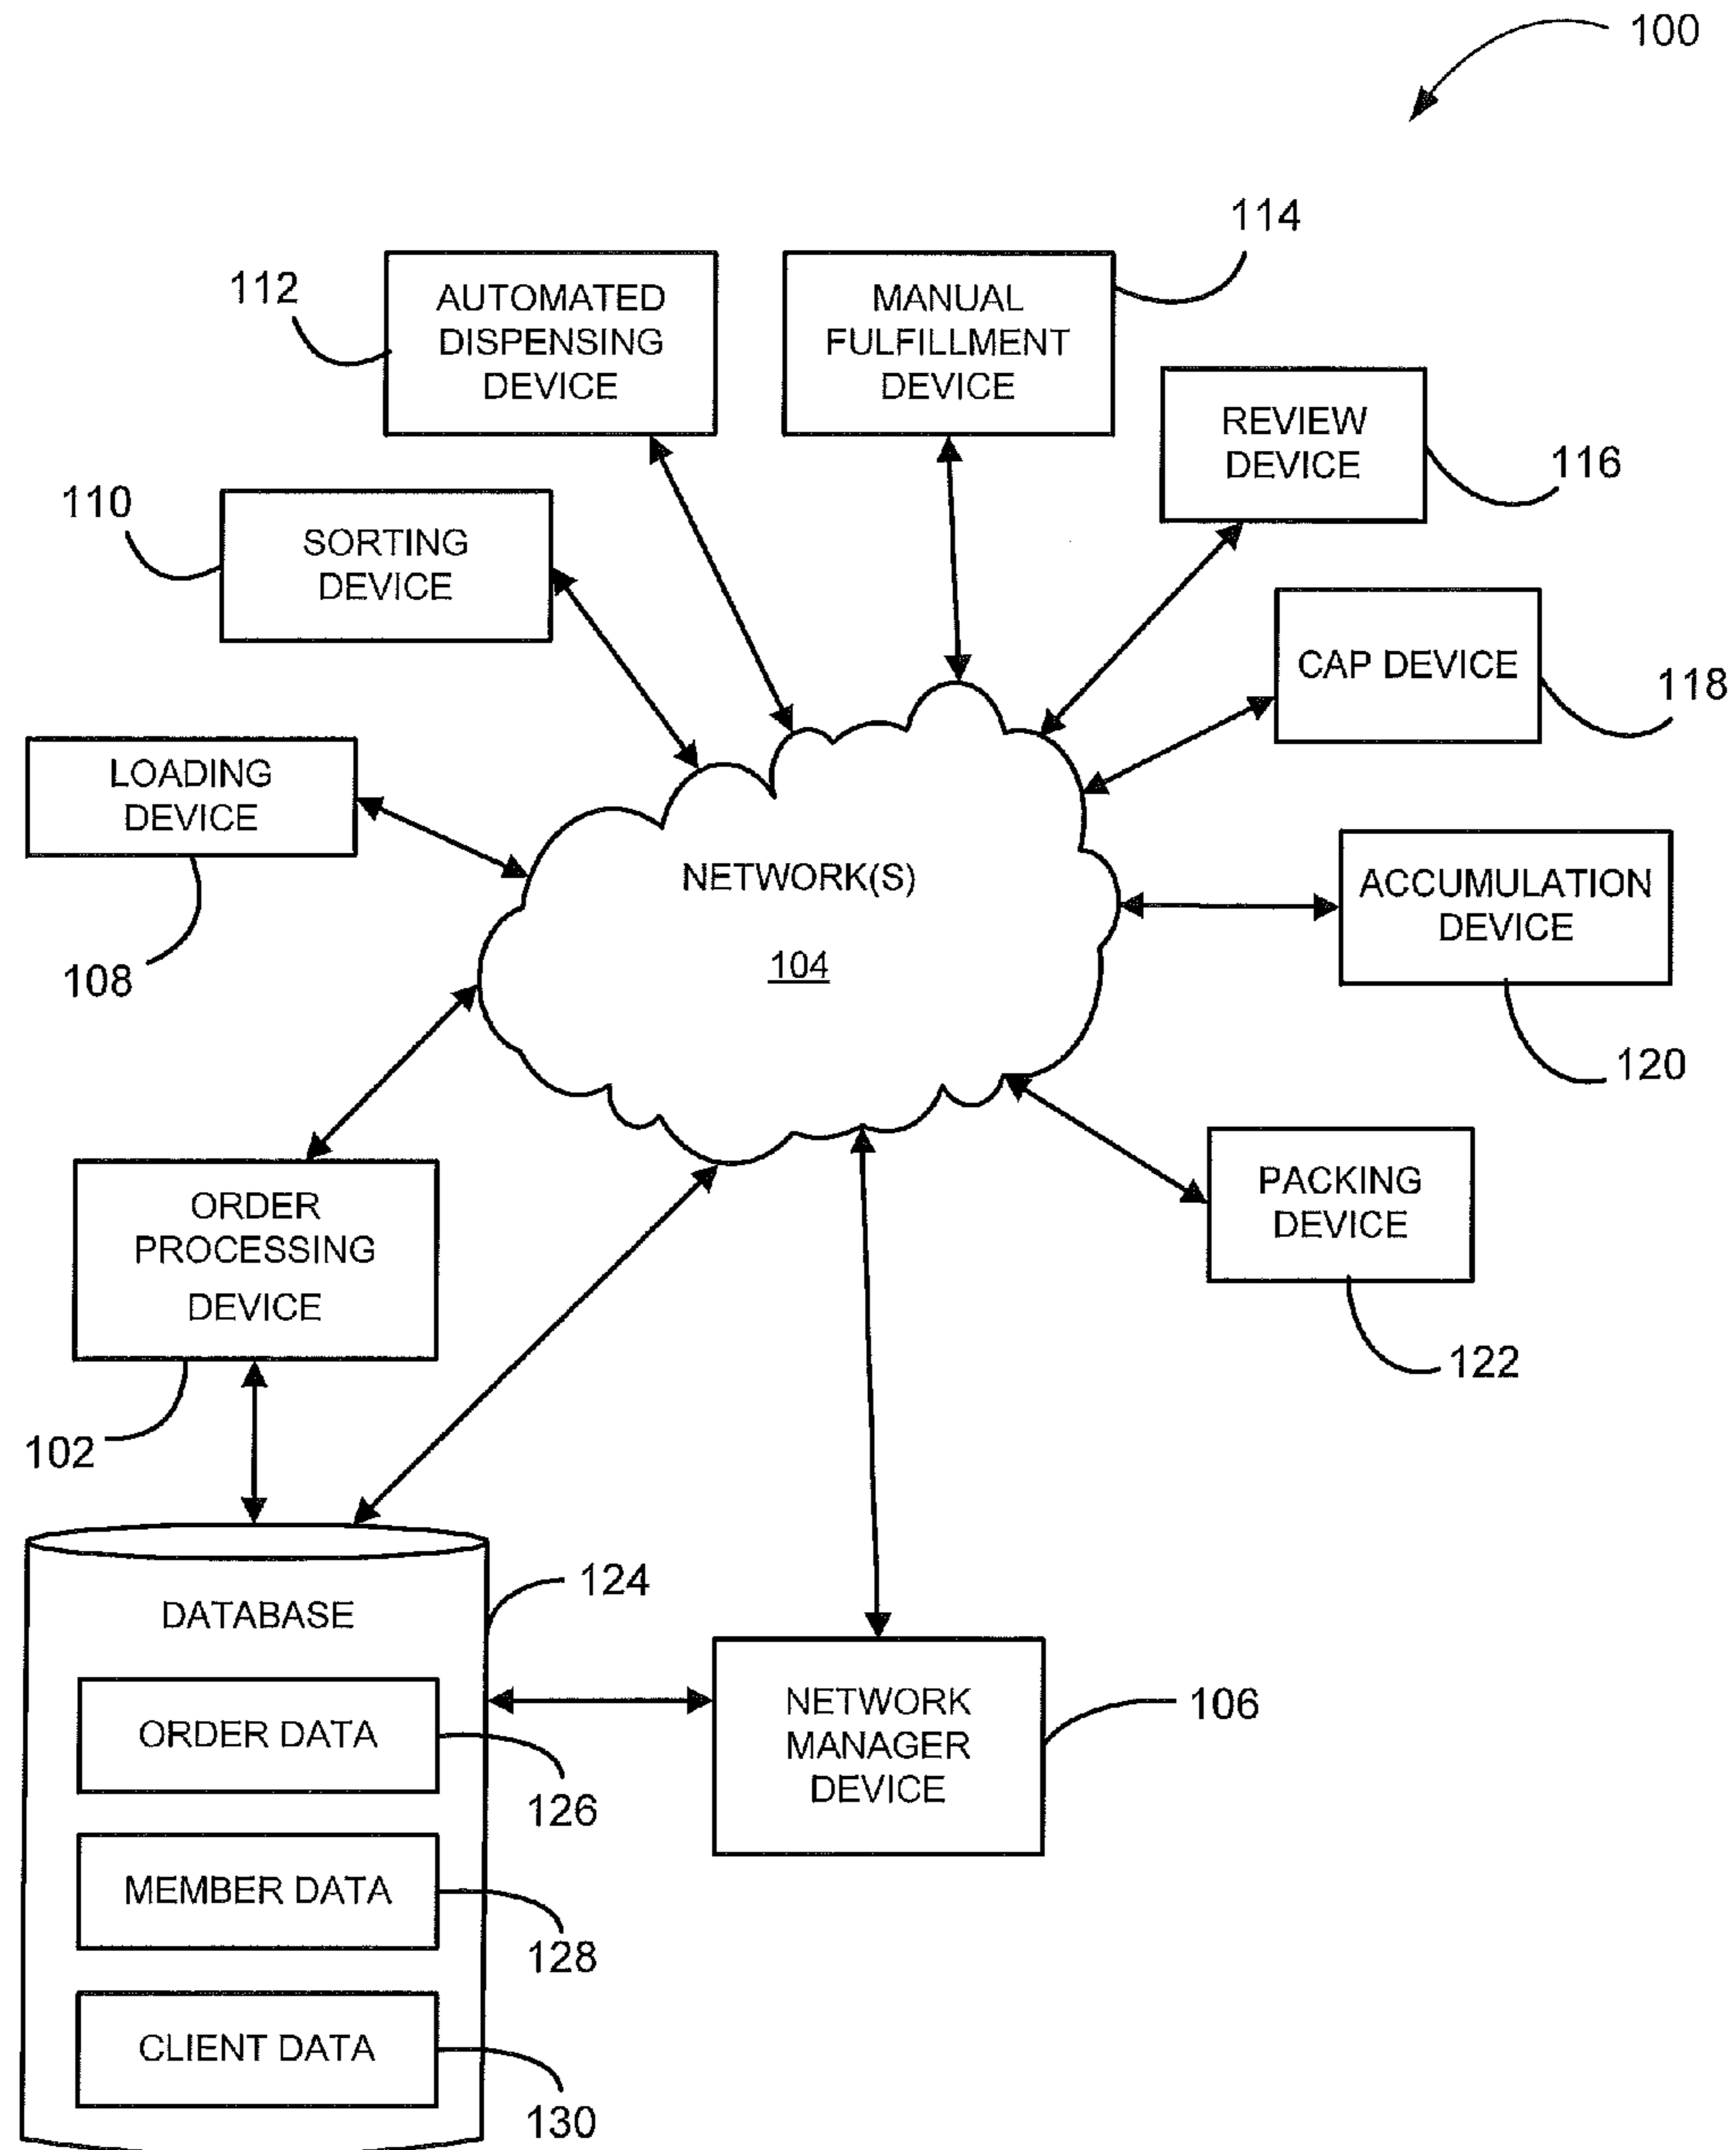 100
114
112
AUTOMATED
DISPENSING
DEVICE
MANUAL
FULFILLMENT
DEVICE
REVIEW
DEVICE
116
110
SORTING
DEVICE
CAP DEVICE
118
LOADING
DEVICE
108
NETWORK(S)
104
ACCUMULATION
DEVICE
120
ORDER
PROCESSING
DEVICE
102
PACKING
DEVICE
122
DATABASE
124
ORDER DATA
126
MEMBER DATA
128
CLIENT DATA
130
NETWORK
MANAGER
DEVICE
106